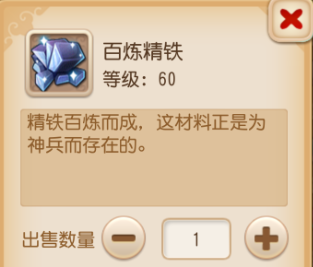 百炼精铁
等级: 60
精铁百炼而成，这材料正是为
神兵而存在的。
出售数量
1